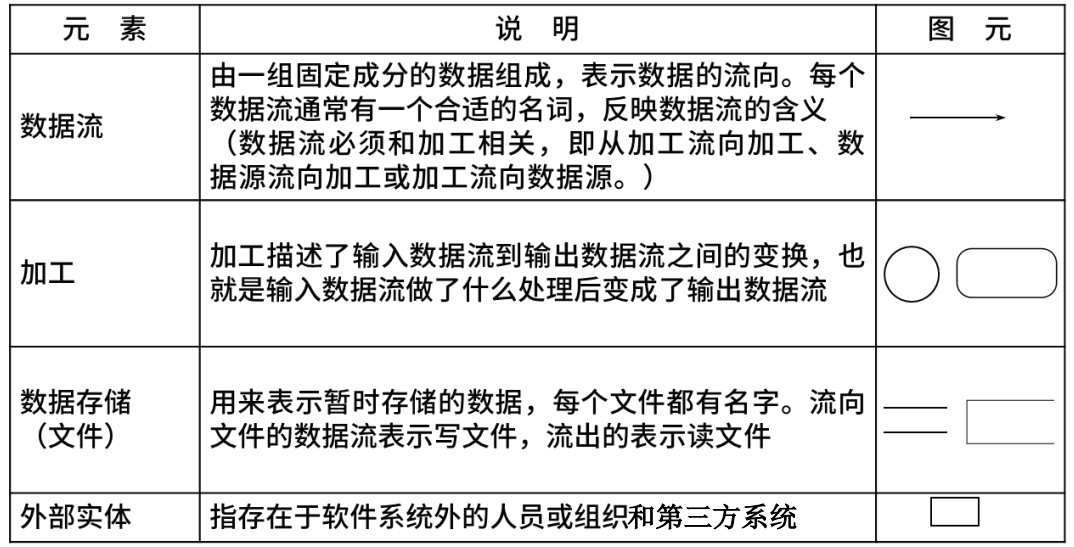 元 素
说 明
图 元
数据流
由一组固定成分的数据组成，表示数据的流向。每个
数据流通常有一个合适的名词，反映数据流的含义
（数据流必须和加工相关，即从加工流向加工、数
据源流向加工或加工流向数据源。）
加工
加工描述了输入数据流到输出数据流之间的变换，也
就是输入数据流做了什么处理后变成了输出数据流
数据存储
（文件）
用来表示暂时存储的数据，每个文件都有名字。流向
文件的数据流表示写文件，流出的表示读文件
外部实体
指存在于软件系统外的人员或组织和第三方系统